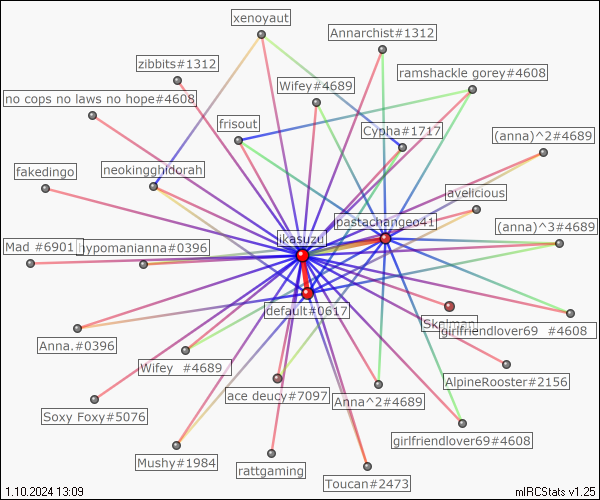 xenoyaut
Annarchist#1312
zibbits#1312
ramshackle gorey#4608
Wifey#4689
no cops no laws no hope#4608
frisout
Cypha#1717
(anna)^2#4689
fakedingo
neokingghidorah
avelicious
lpastachangeo41
(anna)^3#4689
ikasuzu
Mad #6901
hypomanianna#0396
default#0617
Skelman
girlfriendlover69 #4608
Anna.#0396
Wifey #4689
AlpineRooster#2156
ace deucy#7097
Anna^2#4689
Soxy Foxy#5076
girlfriendlover69#4608
Mushy#1984
rattgaming
Toucan#2473
1.10.2024 13:09
mIRCStats v1.25